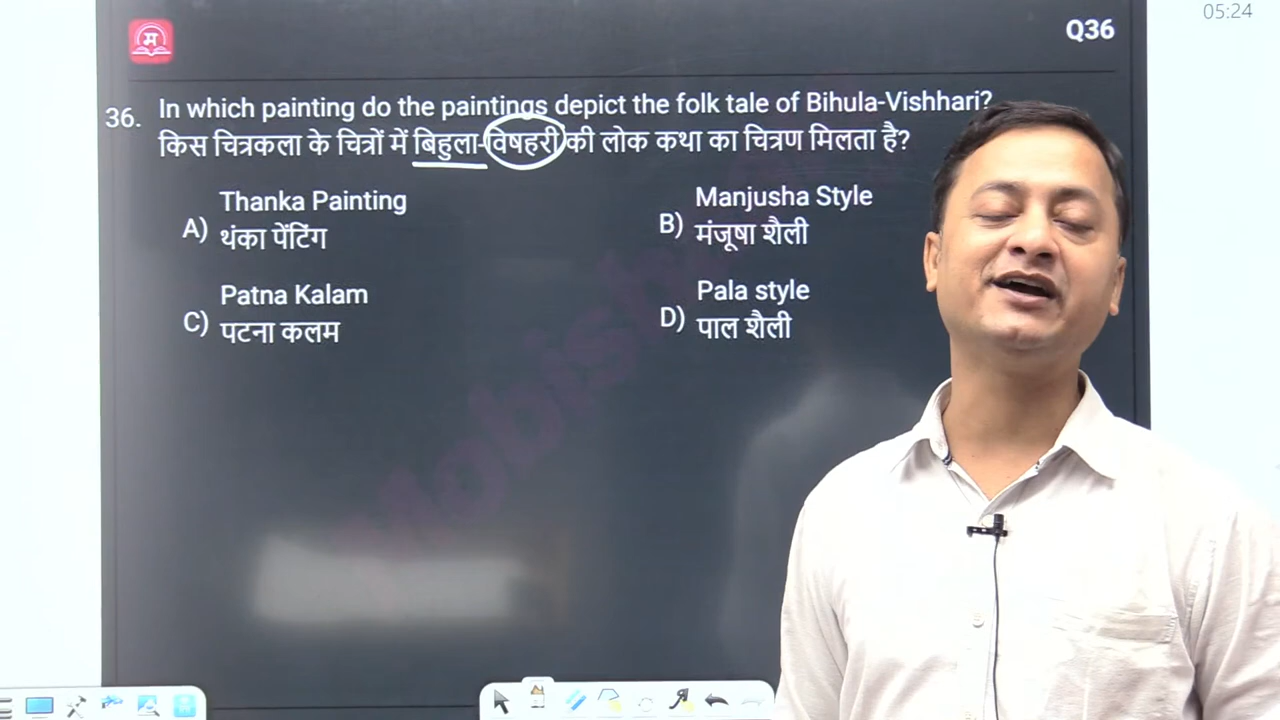 05:24
म
Q36
36. In which painting do the paintings depict the folk tale of Bihula-Vishhari?
किस चित्रकला के चित्रों में बिहुला-विषहरी की लोक कथा का चित्रण मिलता है?
A) Thanka Painting
थंका पेंटिंग
B) Manjusha Style
मंजूषा शैली
C) Patna Kalam
पटना कलम
D) Pala style
पाल शैली